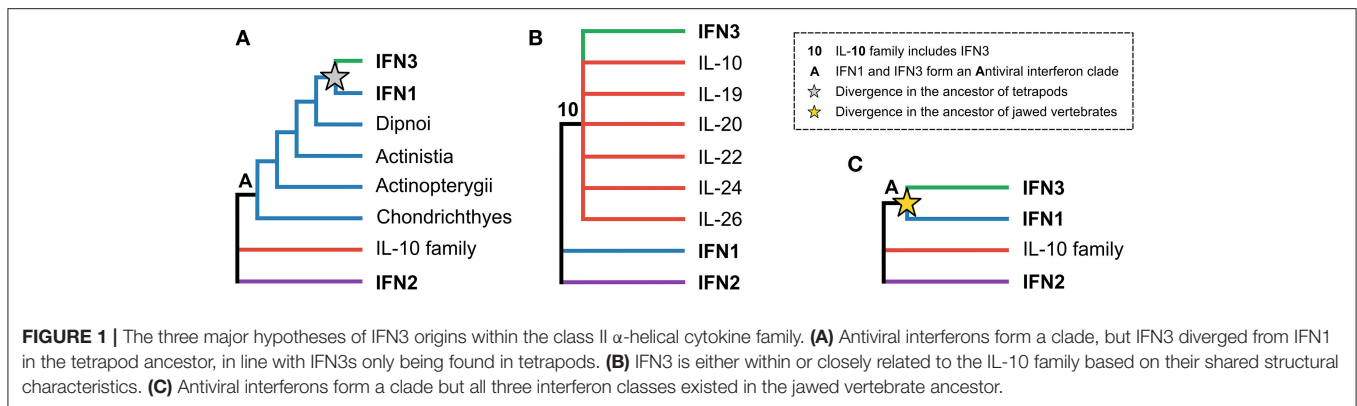 A
IFN3
IFN1
Dipnoi
Actinistia
Actinopterygii
A
Chondrichthyes
IL-10 family
IFN2
B
IFN3
IL-10
IL-19
10
IL-20
IL-22
IL-24
IL-26
IFN1
IFN2
10 IL-10 family includes IFN3
A IFN1 and IFN3 form an Antiviral interferon clade
Divergence in the ancestor of tetrapods
Divergence in the ancestor of jawed vertebrates
C
A
IFN3
IFN1
IL-10 family
IFN2
FIGURE 1 | The three major hypotheses of IFN3 origins within the class II α-helical cytokine family. (A) Antiviral interferons form a clade, but IFN3 diverged from IFN1
in the tetrapod ancestor, in line with IFN3s only being found in tetrapods. (B) IFN3 is either within or closely related to the IL-10 family based on their shared structural
characteristics. (C) Antiviral interferons form a clade but all three interferon classes existed in the jawed vertebrate ancestor.